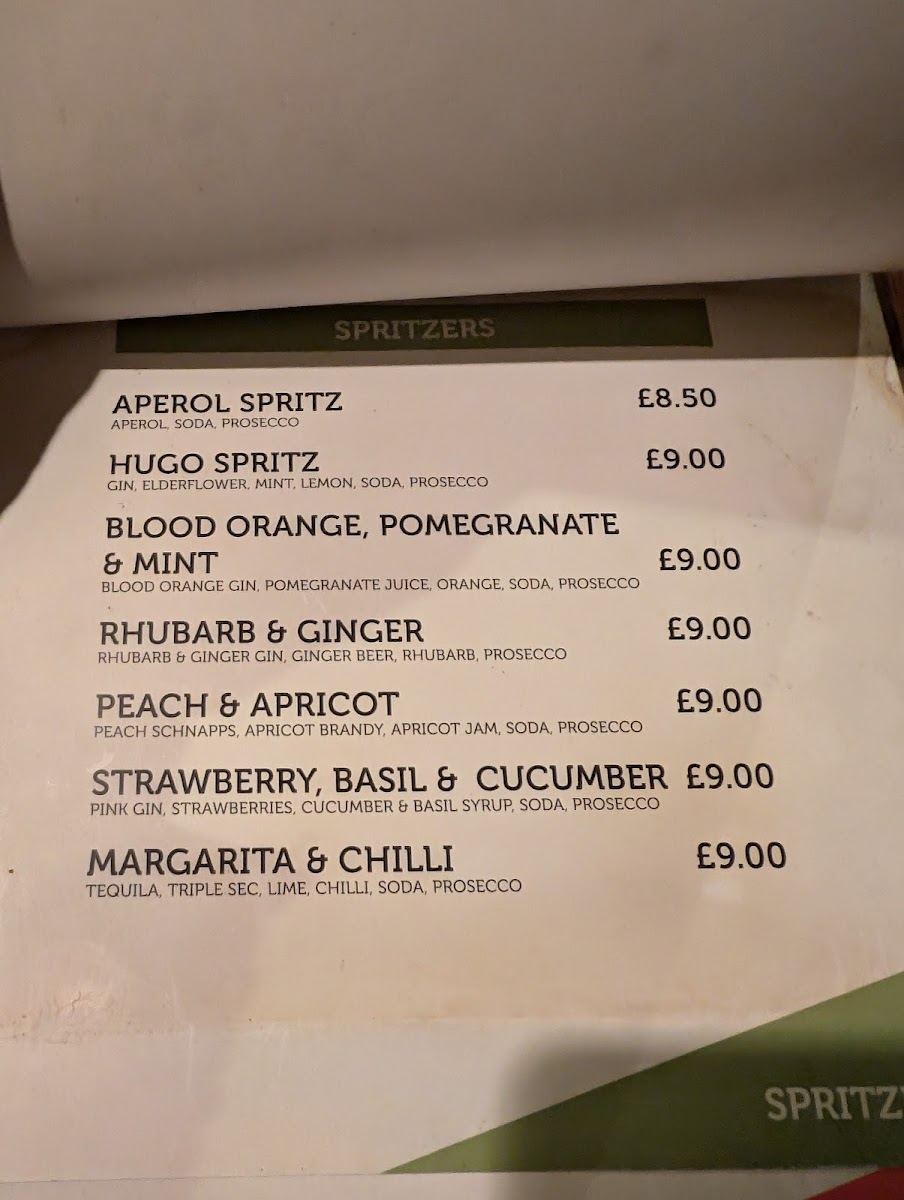 SPRITZERS
APEROL SPRITZ £8.50
APEROL, SODA, PROSECCO
HUGO SPRITZ £9.00
GIN, ELDERFLOWER, MINT, LEMON, SODA, PROSECCO
BLOOD ORANGE, POMEGRANATE
& MINT £9.00
BLOOD ORANGE GIN, POMEGRANATE JUICE, ORANGE, SODA, PROSECCO
RHUBARB & GINGER £9.00
RHUBARB & GINGER GIN, GINGER BEER, RHUBARB, PROSECCO
PEACH & APRICOT £9.00
PEACH SCHNAPPS, APRICOT BRANDY, APRICOT JAM, SODA, PROSECCO
STRAWBERRY, BASIL & CUCUMBER £9.00
PINK GIN, STRAWBERRIES, CUCUMBER & BASIL SYRUP, SODA, PROSECCO
MARGARITA & CHILLI £9.00
TEQUILA, TRIPLE SEC, LIME, CHILLI, SODA, PROSECCO
SPRITZ